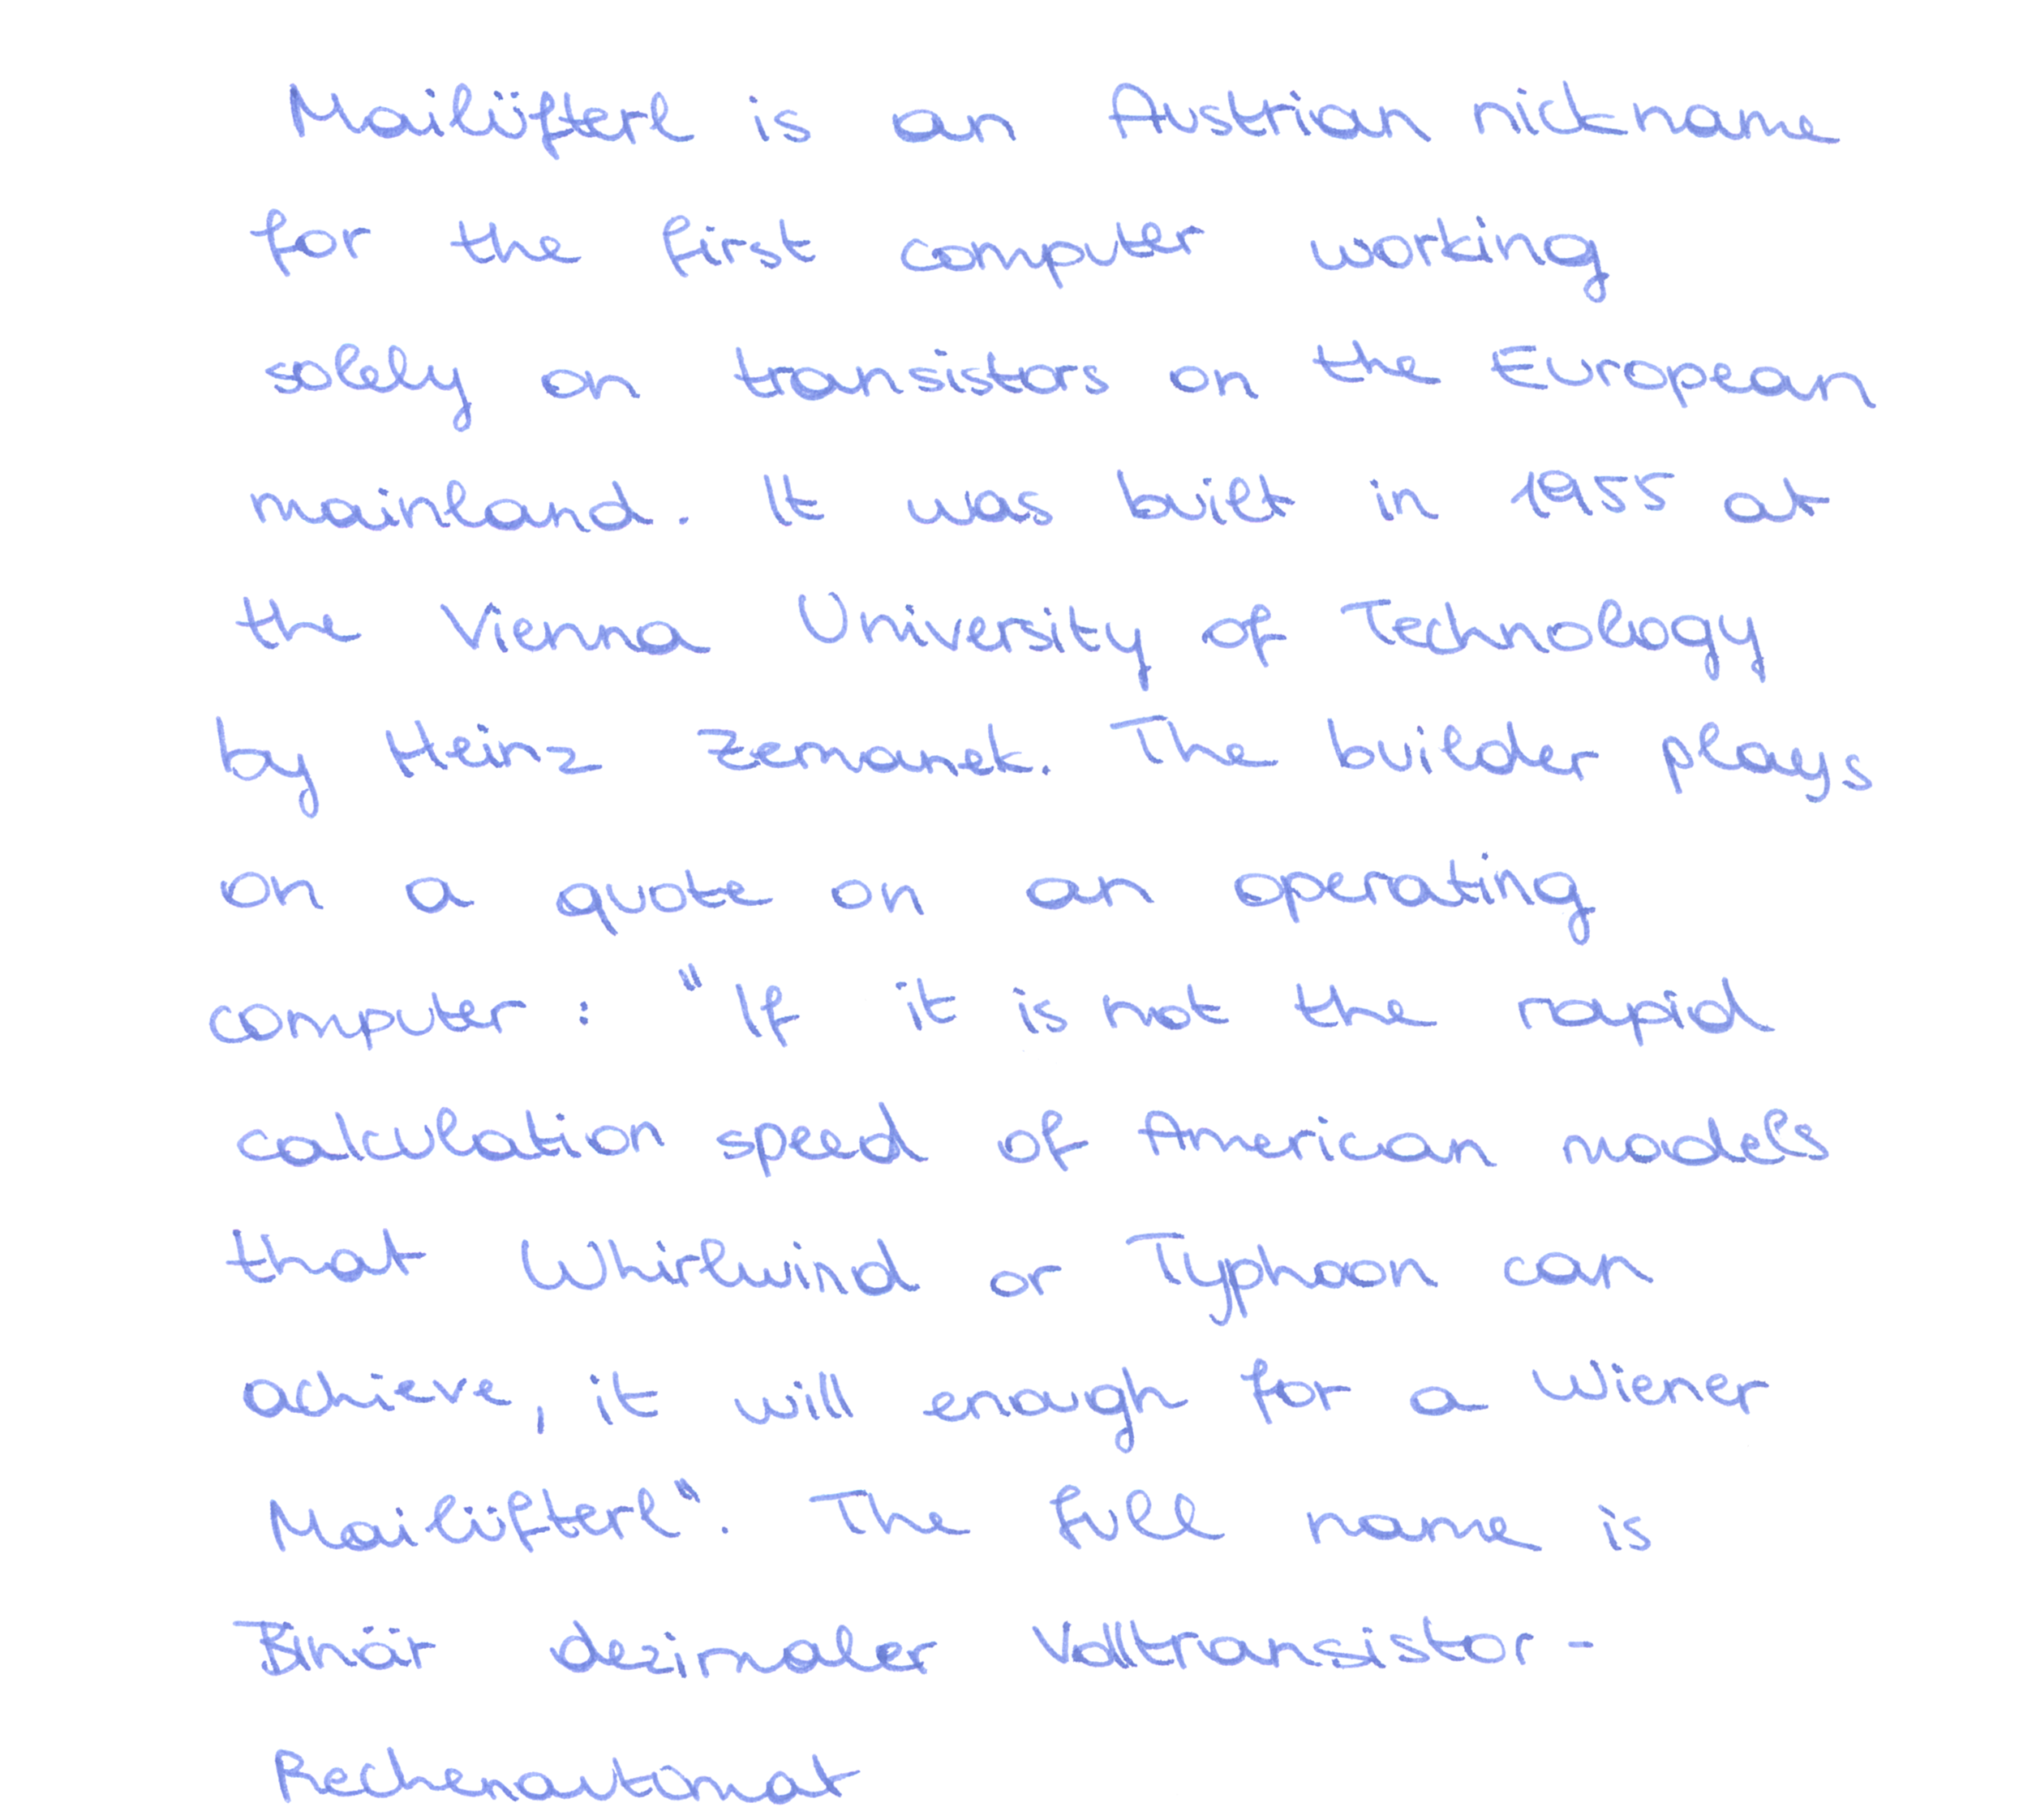 Mailüfterl is an Austrian nickname
for the first computer working
solely on transistors on the European
mainland. It was built in 1955 at
the Vienna University of Technology
by Heinz Zemanek. The builder plays
on a quote on an operating
computer: "If it is not the rapid
calculation speed of American models
that Whirlwind or Typhoon can
achieve, it will enough for a Wiener
Mailüfterl". The full name is
Binär dezimaler Volltransistor-
Rechenautomat